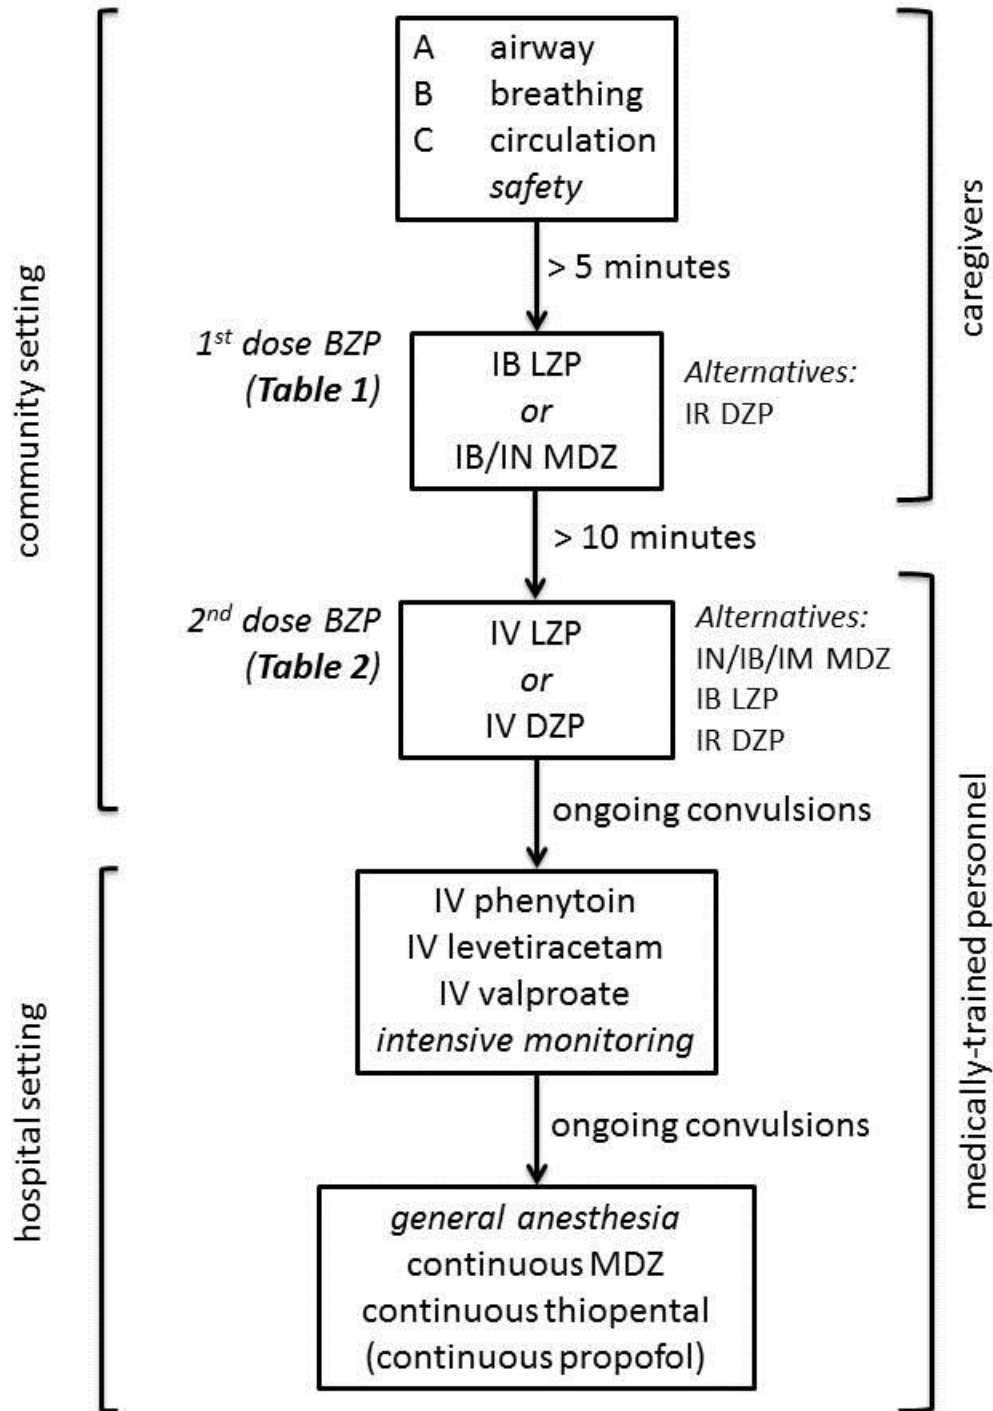 A airway
B breathing
C circulation
safety
> 5 minutes
caregivers
community setting
1st dose BZP
(Table 1)
IB LZP
or
IB/IN MDZ
Alternatives:
IR DZP
> 10 minutes
2nd dose BZP
(Table 2)
IV LZP
or
IV DZP
Alternatives:
IN/IB/IM MDZ
IB LZP
IR DZP
ongoing convulsions
medically-trained personnel
hospital setting
IV phenytoin
IV levetiracetam
IV valproate
intensive monitoring
ongoing convulsions
general anesthesia
continuous MDZ
continuous thiopental
(continuous propofol)